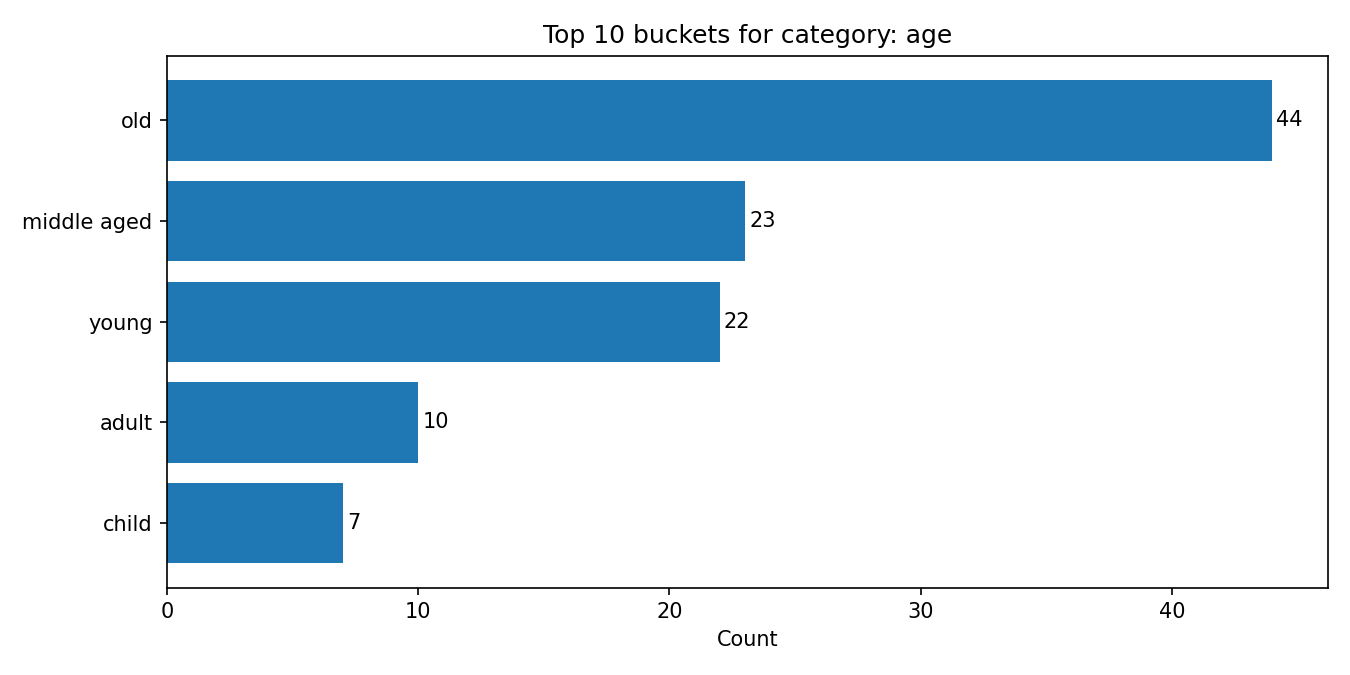 Top 10 buckets for category: age
old
44
middle aged
23
young
22
adult
10
child
7
0 10 20 30 40
Count